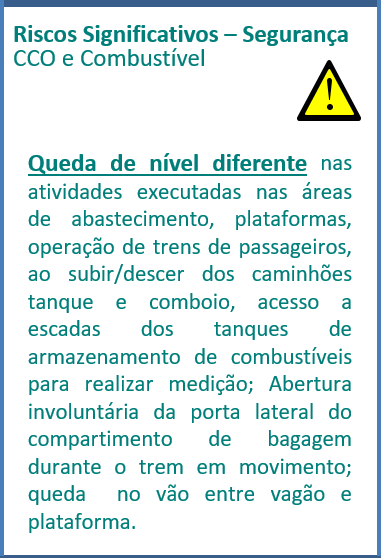 Riscos Significativos – Segurança
CCO e Combustível
Queda de nível diferente nas
atividades executadas nas áreas
de abastecimento, plataformas,
operação de trens de passageiros,
ao subir/descer dos caminhões
tanque e comboio, acesso a
escadas dos tanques de
armazenamento de combustíveis
para realizar medição; Abertura
involuntária da porta lateral do
compartimento de bagagem
durante o trem em movimento;
queda no vão entre vagão e
plataforma.